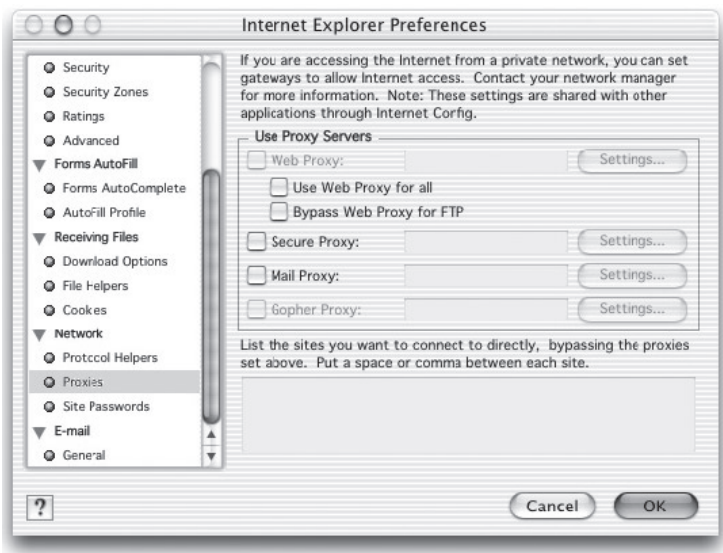 Internet Explorer Preferences
Security
Security Zones
Ratings
Advanced
Forms AutoFill
Forms AutoComplete
AutoFill Profile
Receiving Files
Download Options
File Helpers
Cookies
Network
Protocol Helpers
Proxies
Site Passwords
E-mail
General
If you are accessing the Internet from a private network, you can set
gateways to allow Internet access. Contact your network manager
for more information. Note: These settings are shared with other
applications through Internet Config.
Use Proxy Servers
Web Proxy: Settings...
Use Web Proxy for all
Bypass Web Proxy for FTP
Secure Proxy: Settings...
Mail Proxy: Settings...
Gopher Proxy: Settings...
List the sites you want to connect to directly, bypassing the proxies
set above. Put a space or comma between each site.
?
Cancel OK